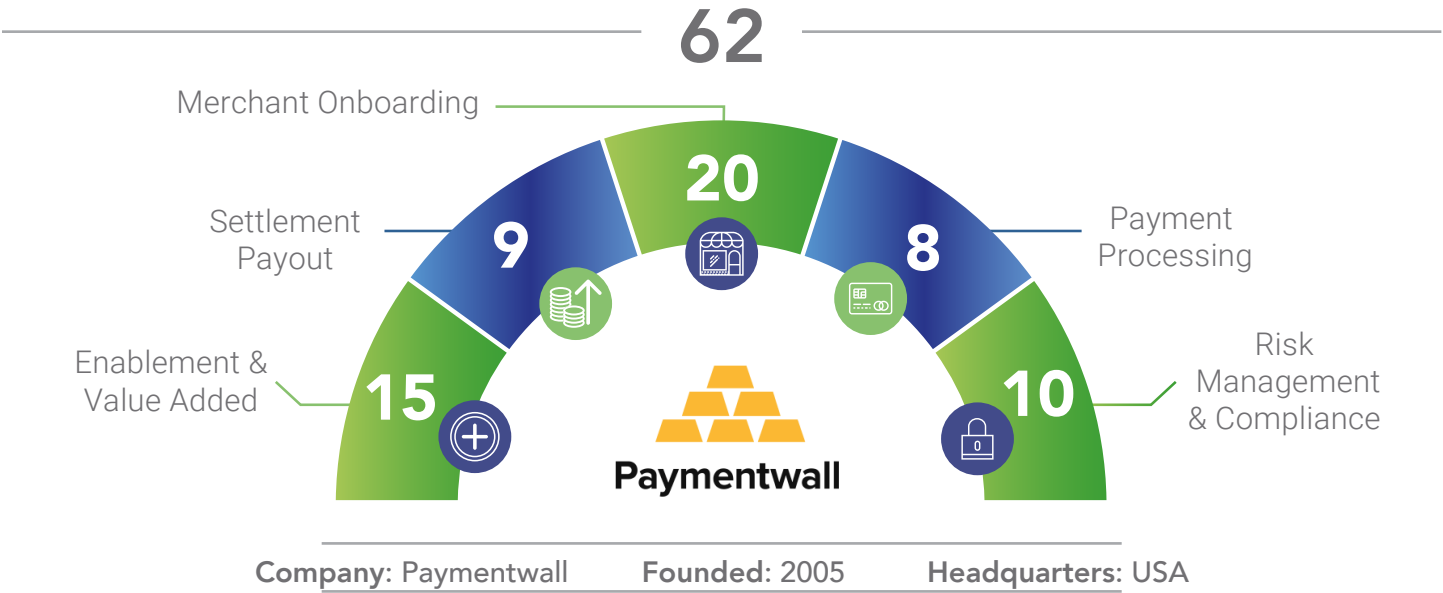 62
Merchant Onboarding
20
Settlement
Payout
9
8
Payment
Processing
Enablement &
Value Added
15
10
Risk
Management
& Compliance
0
Paymentwall
Company: Paymentwall Founded: 2005 Headquarters: USA